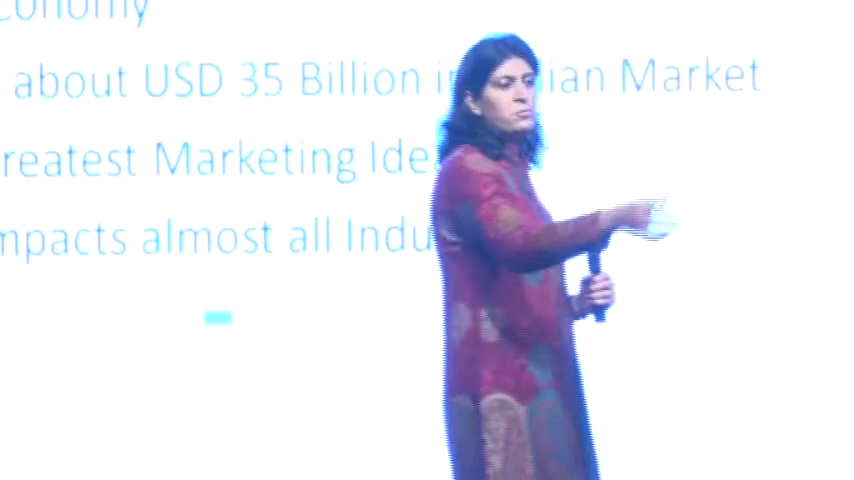 conomy
about USD 35 Billion in ian Market
reatest Marketing Ide
mpacts almost all Indu